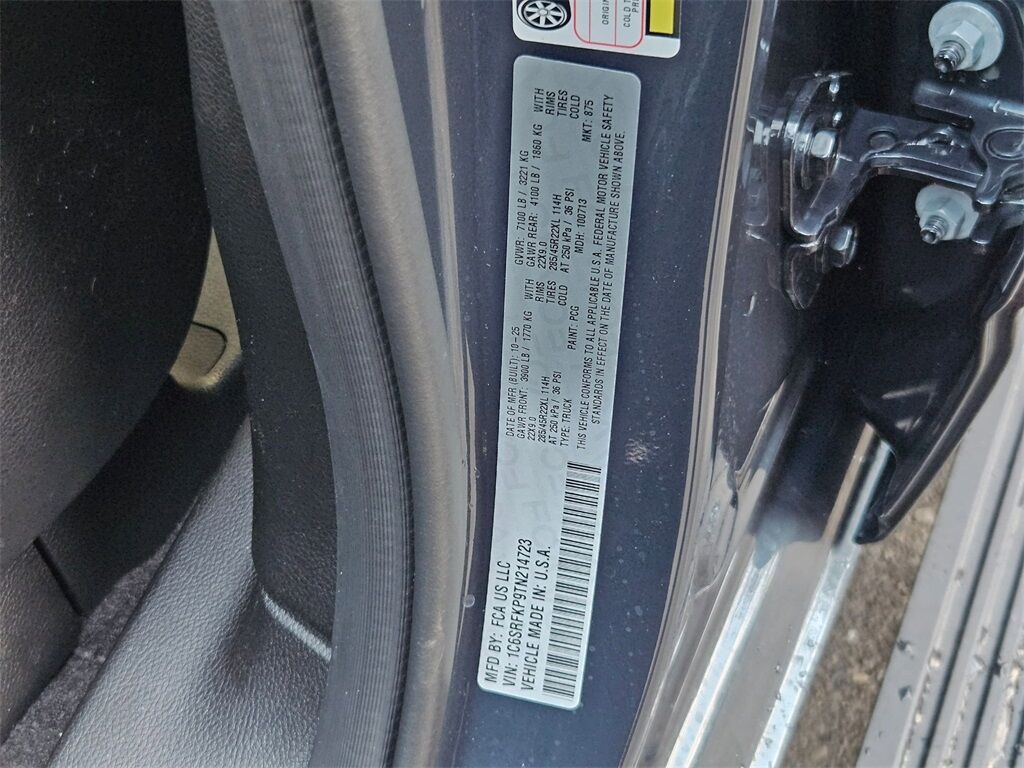 ORIGIN
COLD T
PRE
MFD BY: FCA US LLC
VIN: 1C6SRFKP9TN214723
VEHICLE MADE IN: U.S.A.
DATE OF MFR (BUILT): 10-25 GVWR: 7100 LB / 3221 KG
GAWR FRONT: 3900 LB / 1770 KG WITH GAWR REAR: 4100 LB / 1860 KG WITH
22X9.0 RIMS 22X9.0 RIMS
285/45R22XL 114H TIRES 285/45R22XL 114H TIRES
AT 250 kPa / 36 PSI COLD AT 250 kPa / 36 PSI COLD
TYPE: TRUCK PAINT: PCG MDH: 100713 MKT: 875
THIS VEHICLE CONFORMS TO ALL APPLICABLE U.S.A. FEDERAL MOTOR VEHICLE SAFETY
STANDARDS IN EFFECT ON THE DATE OF MANUFACTURE SHOWN ABOVE.